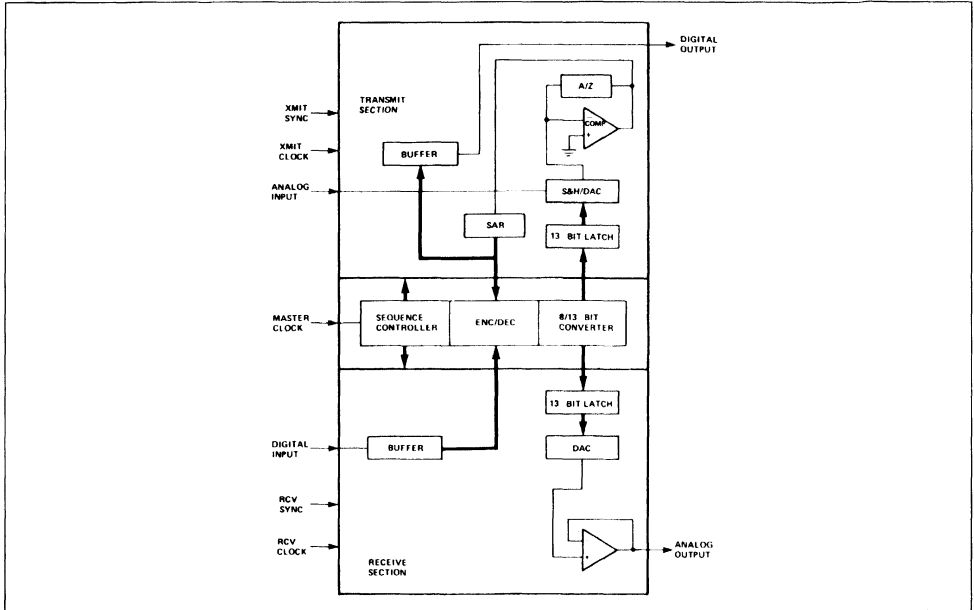 DIGITAL
OUTPUT
A/Z
TRANSMIT
SECTION
XMIT
SYNC
- COMP
+
XMIT
CLOCK
BUFFER
ANALOG
INPUT
S&H/DAC
SAR
13 BIT LATCH
MASTER
CLOCK
SEQUENCE
CONTROLLER
ENC/DEC
8/13 BIT
CONVERTER
13 BIT LATCH
DIGITAL
INPUT
BUFFER
DAC
RCV
SYNC
RCV
CLOCK
-
+
ANALOG
OUTPUT
RECEIVE
SECTION